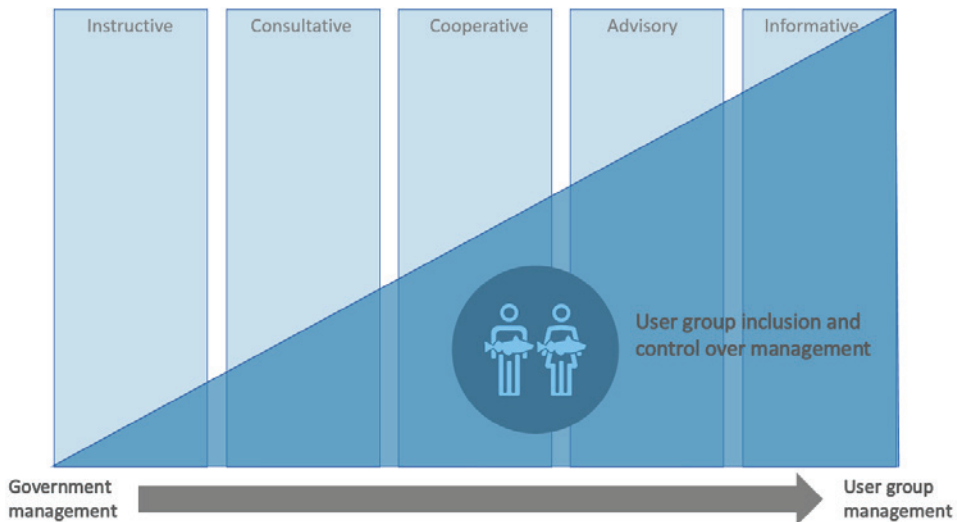 Instructive
Consultative
Cooperative
Advisory
Informative
User group inclusion and
control over management
Government
management
User group
management